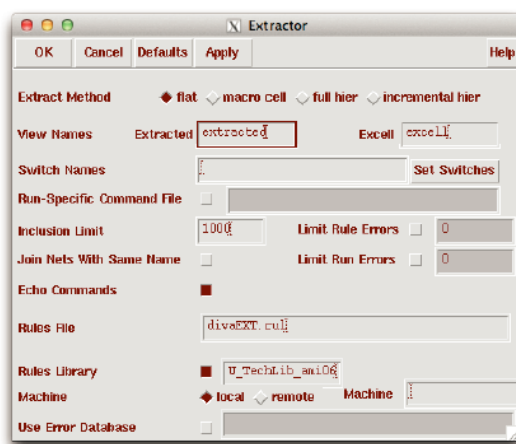 Extractor
OK Cancel Defaults Apply Help
Extract Method flat macro cell full hier incremental hier
View Names Extracted extracted Excell excell
Switch Names Set Switches
Run-Specific Command File
Inclusion Limit 1000 Limit Rule Errors 0
Join Nets With Same Name Limit Run Errors 0
Echo Commands
Rules File divaEXT.rul
Rules Library U_TechLib_ami06
Machine local remote Machine
Use Error Database